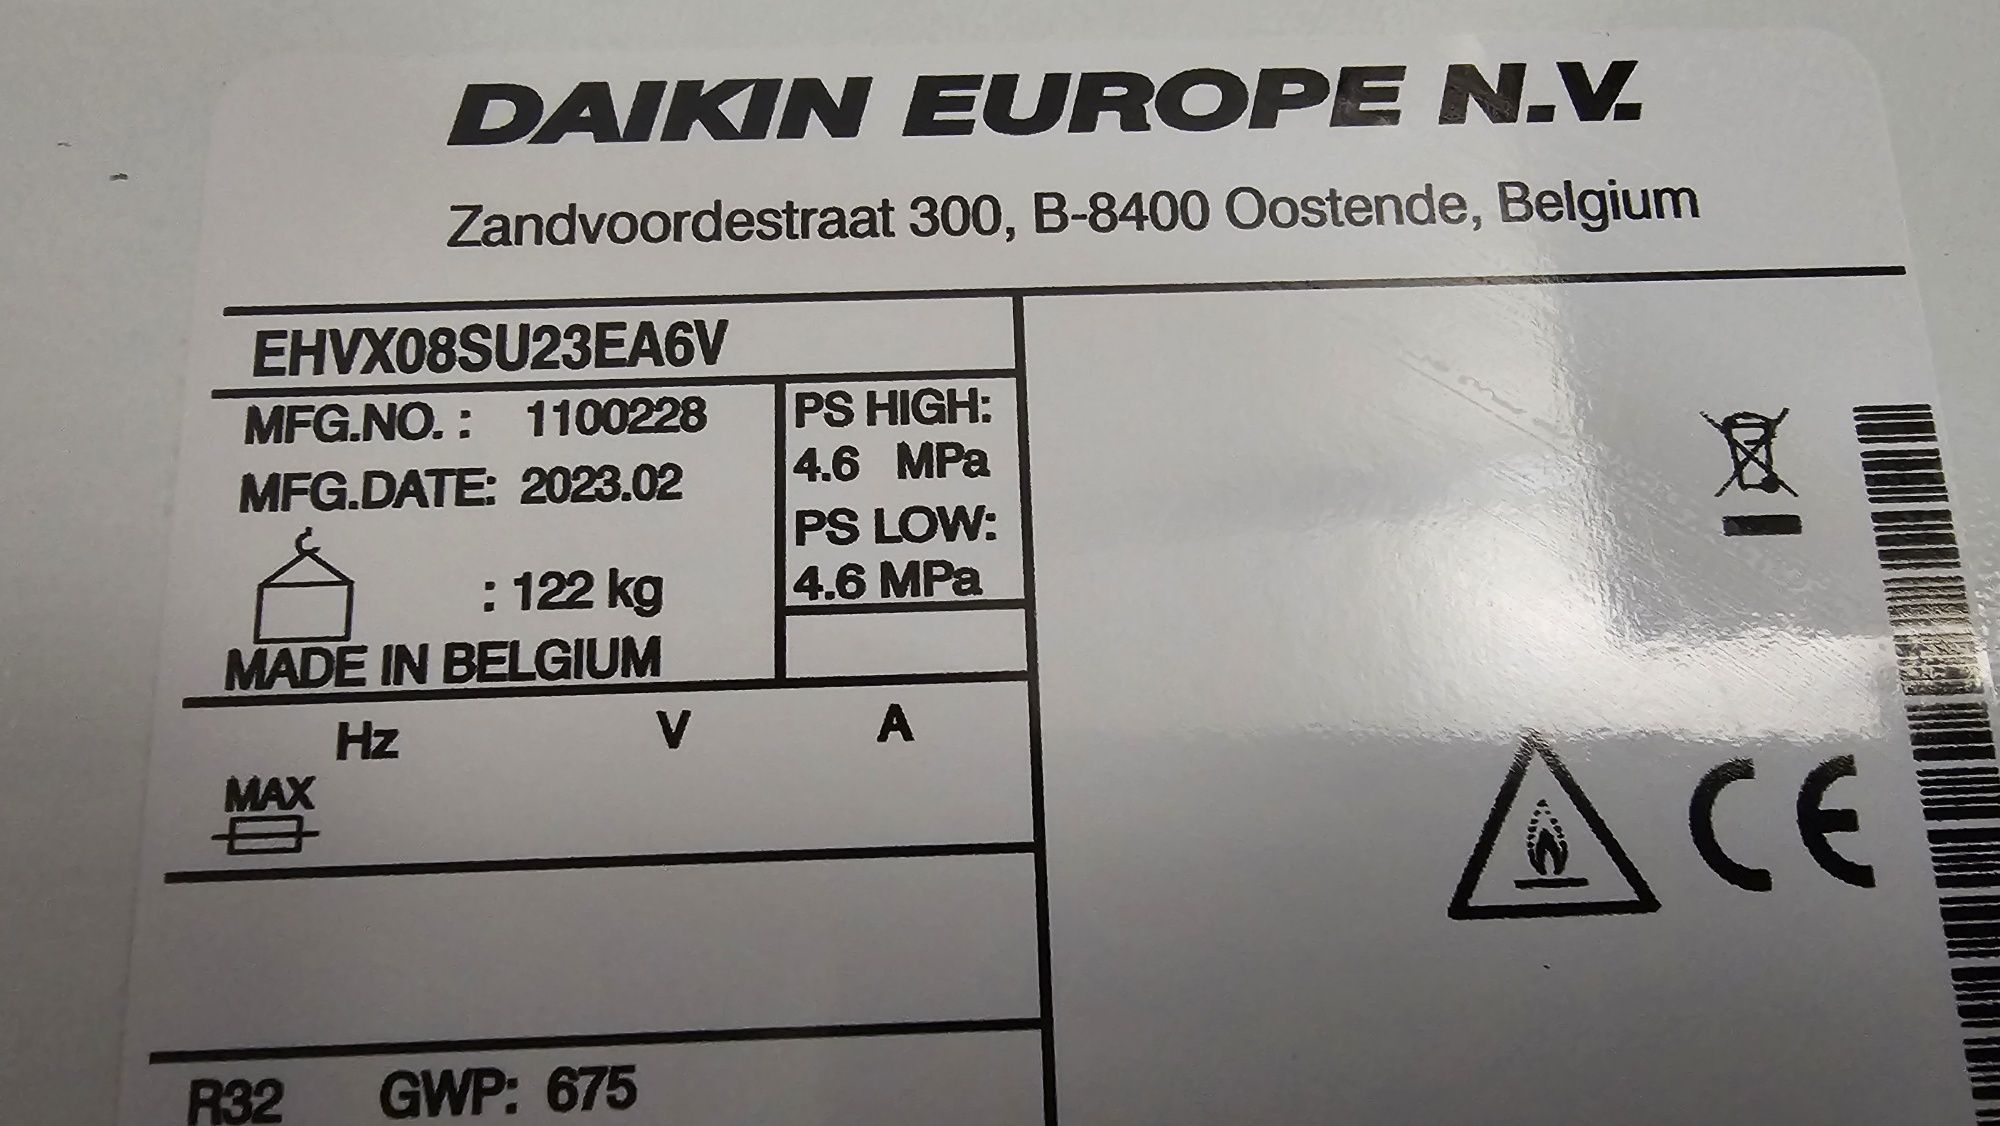 DAIKIN EUROPE N.V.
Zandvoordestraat 300, B-8400 Oostende, Belgium
EHVX08SU23EA6V
MFG.NO. : 1100228
MFG.DATE: 2023.02
: 122 kg
MADE IN BELGIUM
PS HIGH:
4.6 MPa
PS LOW:
4.6 MPa
Hz V A
MAX
CE
R32 GWP: 675